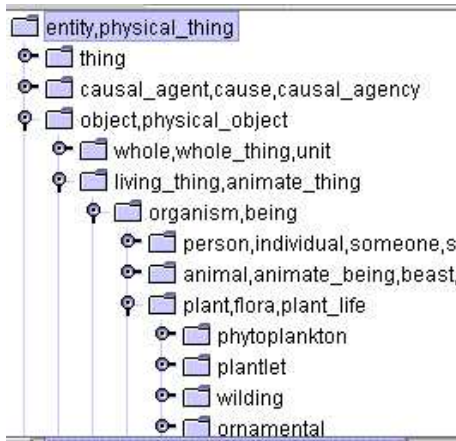 entity,physical_thing
thing
causal_agent,cause,causal_agency
object,physical_object
whole,whole_thing,unit
living_thing,animate_thing
organism,being
person,individual,someone,s
animal,animate_being,beast,
plant,flora,plant_life
phytoplankton
plantlet
wilding
ornamental